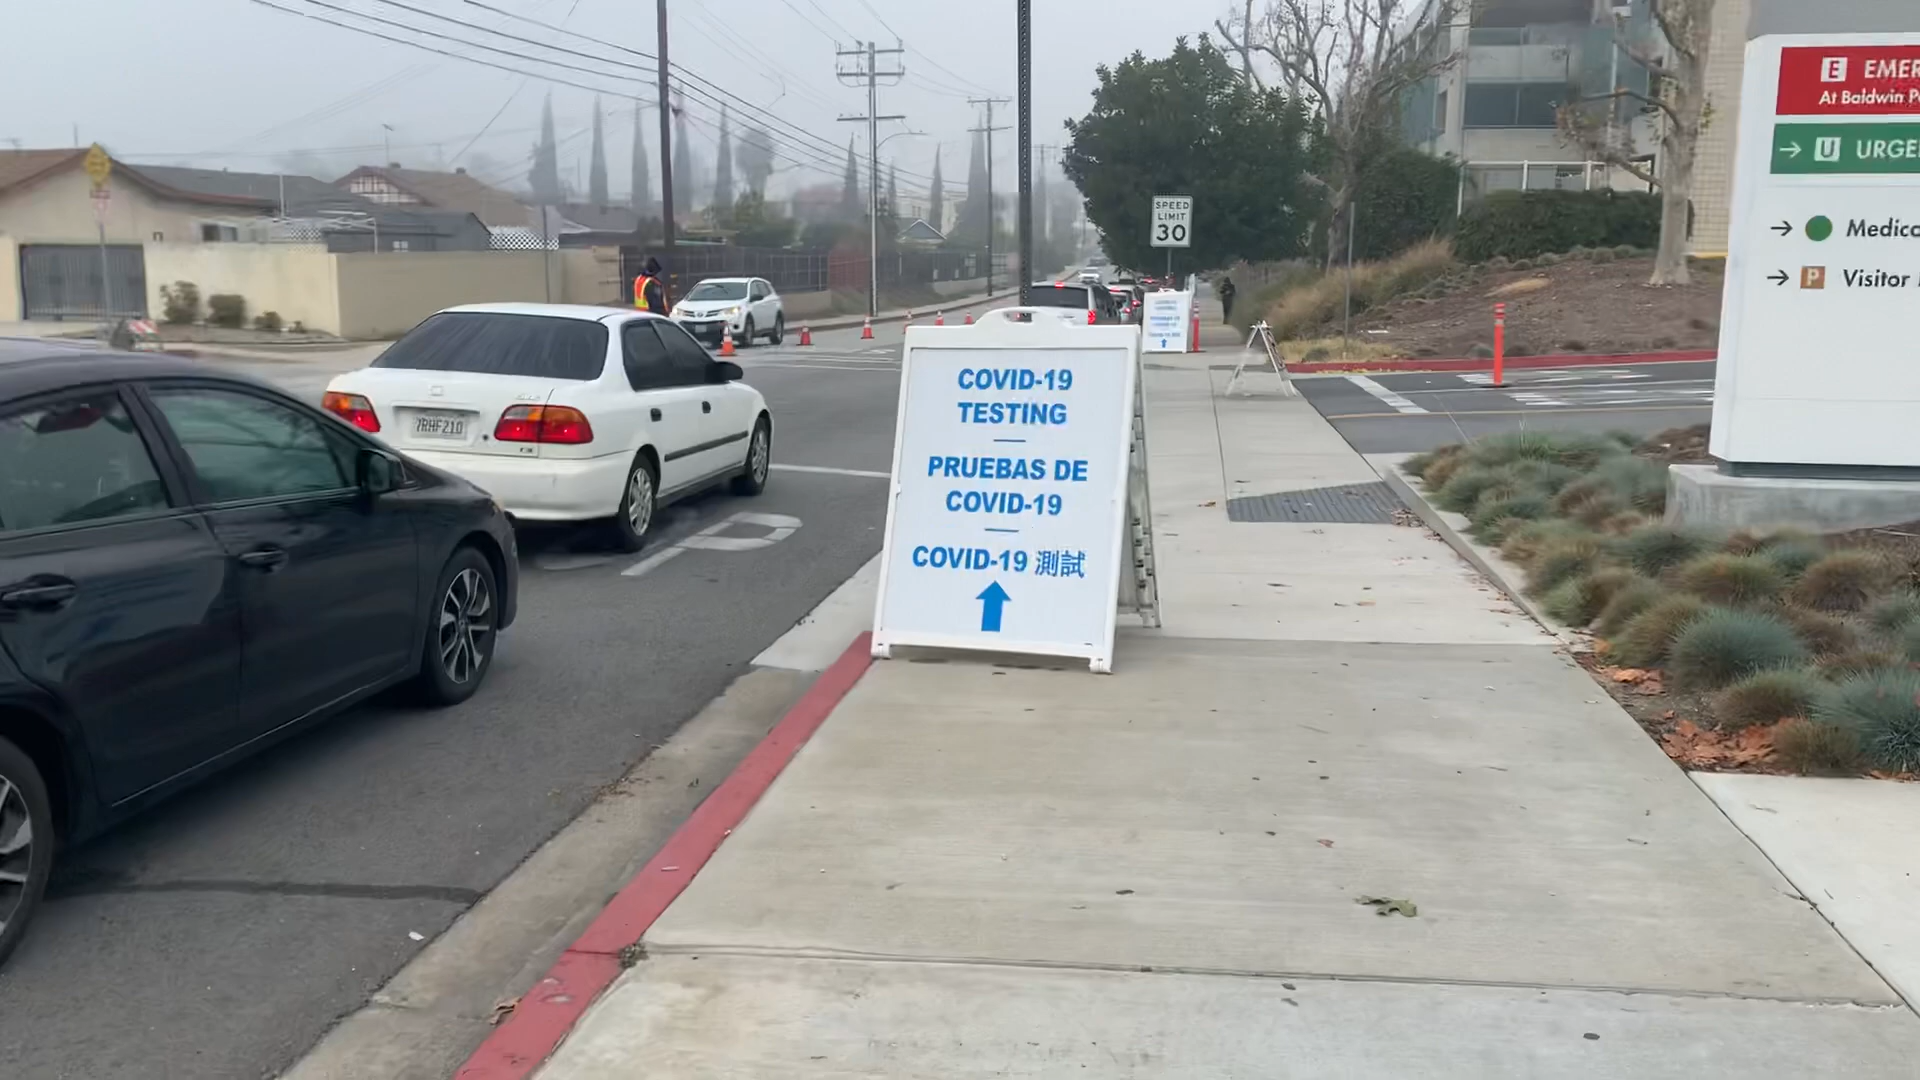 COVID-19
TESTING
PRUEBAS DE
COVID-19
COVID-19 測試
SPEED
LIMIT
30
E EMER
At Baldwin P
U URGE
Medic
P Visitor
7RHF210